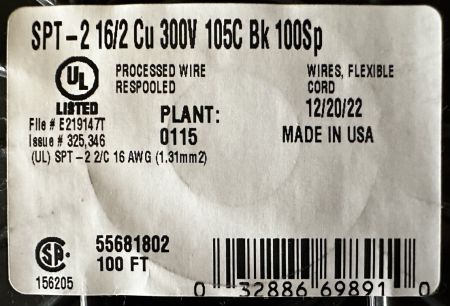 SPT-2 16/2 Cu 300V 105C Bk 100Sp
UL
LISTED
PROCESSED WIRE
RESPOOLED
WIRES, FLEXIBLE
CORD
12/20/22
PLANT:
0115
MADE IN USA
File # E219147T
Issue # 325,346
(UL) SPT-2 2/C 16 AWG (1.31mm2)
SA
156205
55681802
100 FT
0 32886 69891 0